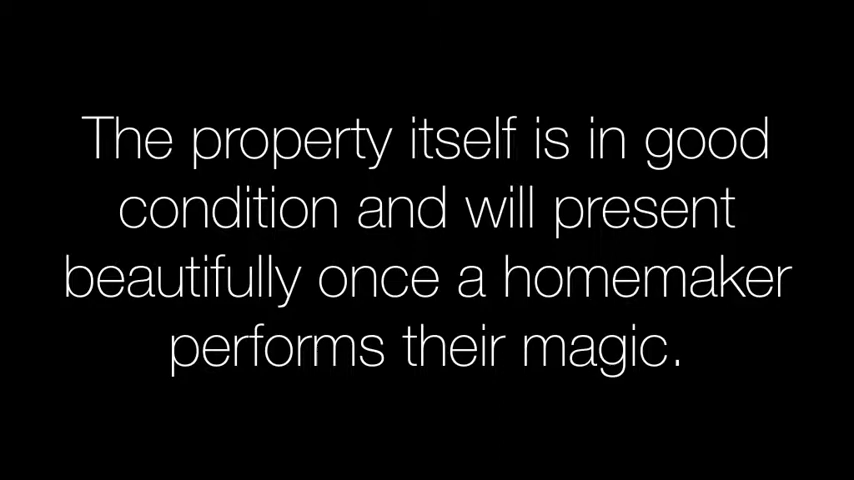 The property itself is in good
condition and will present
beautifully once a homemaker
performs their magic.